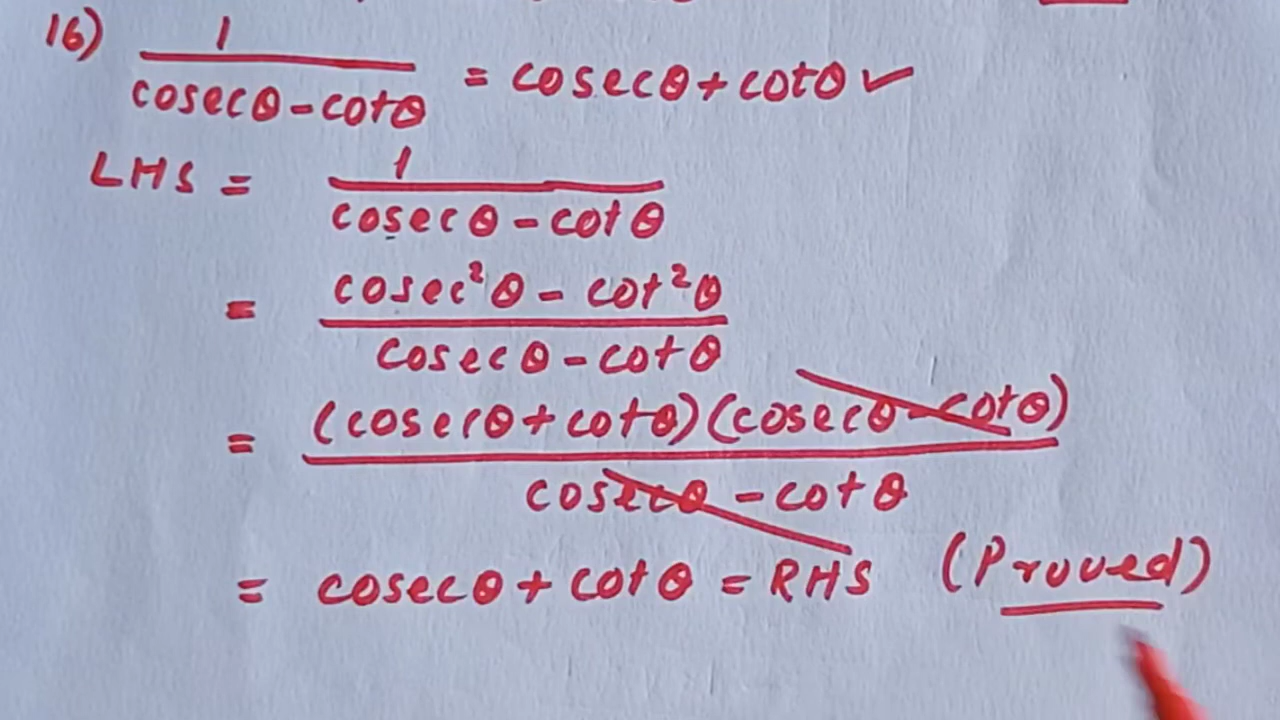 16) 1 / cosecθ - cotθ = cosecθ + cotθ ✓
LHS = 1 / cosecθ - cotθ
= cosec²θ - cot²θ / cosecθ - cotθ
= (cosecθ + cotθ)(cosecθ - cotθ) / cosecθ - cotθ
= cosecθ + cotθ = RHS (Proved)